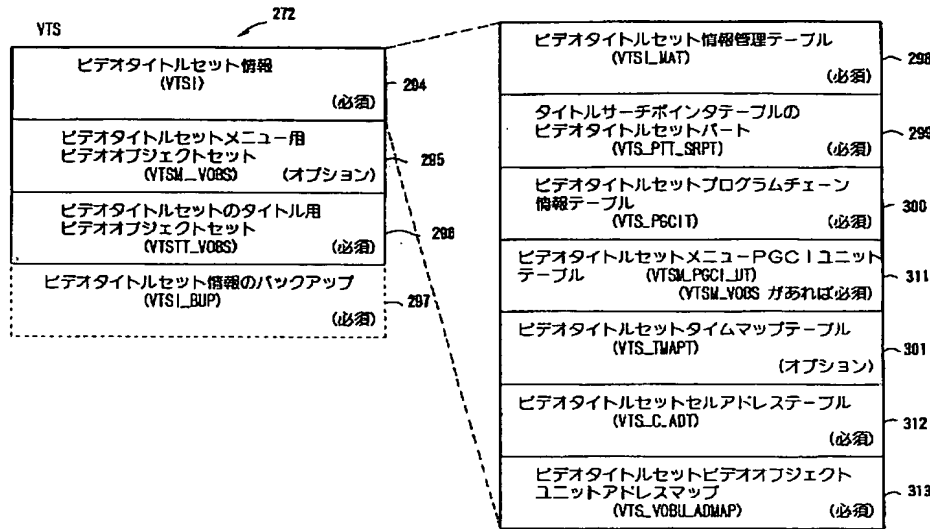 272
VTS
ビデオタイトルセット情報
(VTSI)
(必須)
294
ビデオタイトルセットメニュー用
ビデオオブジェクトセット
(VTSM_VOBS) (オプション)
295
ビデオタイトルセットのタイトル用
ビデオオブジェクトセット
(VTSTT_VOBS) (必須)
296
ビデオタイトルセット情報のバックアップ
(VTSI_BUP)
(必須)
297
ビデオタイトルセット情報管理テーブル
(VTSI_MAT)
(必須)
298
タイトルサーチポインタテーブルの
ビデオタイトルセットパート
(VTS_PTT_SRPT) (必須)
299
ビデオタイトルセットプログラムチェーン
情報テーブル
(VTS_PGCIT) (必須)
300
ビデオタイトルセットメニューPGCIユニット
テーブル (VTSM_PGCI_UT)
(VTSM_VOBS があれば必須)
311
ビデオタイトルセットタイムマップテーブル
(VTS_TMAPT)
(オプション)
301
ビデオタイトルセットセルアドレステーブル
(VTS_C_ADT)
(必須)
312
ビデオタイトルセットビデオオブジェクト
ユニットアドレスマップ
(VTS_VOBU_ADMAP) (必須)
313